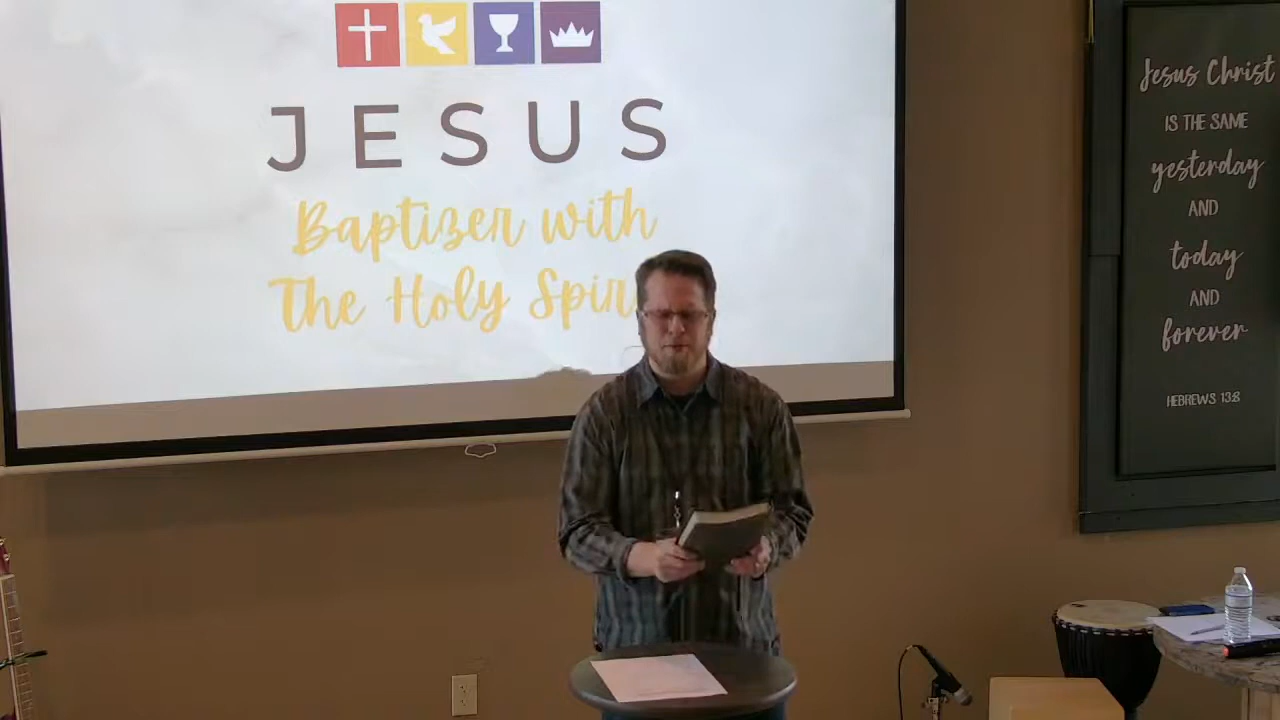 JESUS
Baptizer with
The Holy Spir
Jesus Christ
IS THE SAME
yesterday
AND
today
AND
forever
HEBREWS 13:8